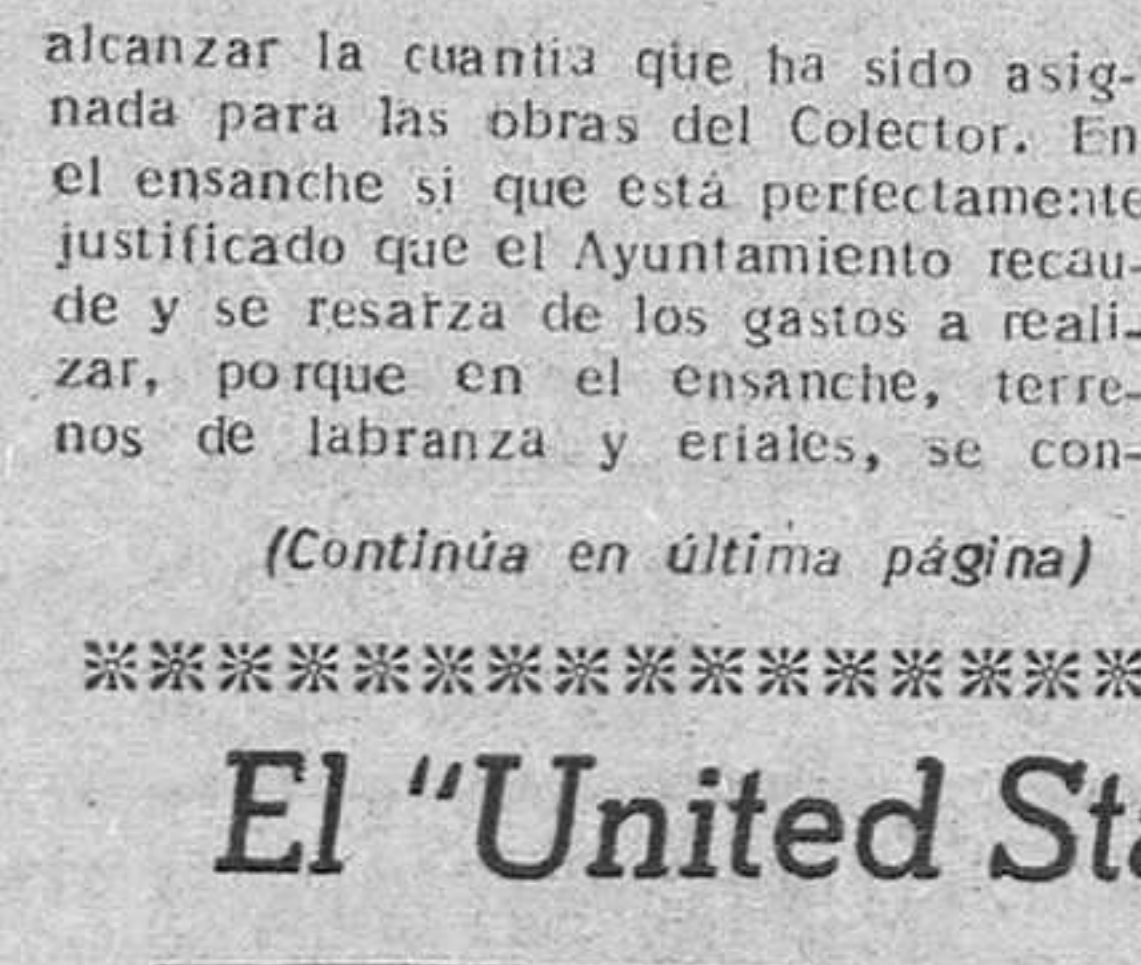 alcanzar la cuantia que ha sido asig-
nada para las obras del Colector. En
el ensanche si que está perfectamente
justificado que el Ayuntamiento recau-
de y se resarza de los gastos a reali-
zar, porque en el ensanche, terre-
nos de labranza y eriales, se con-
(Continúa en última página)
El "United Sta